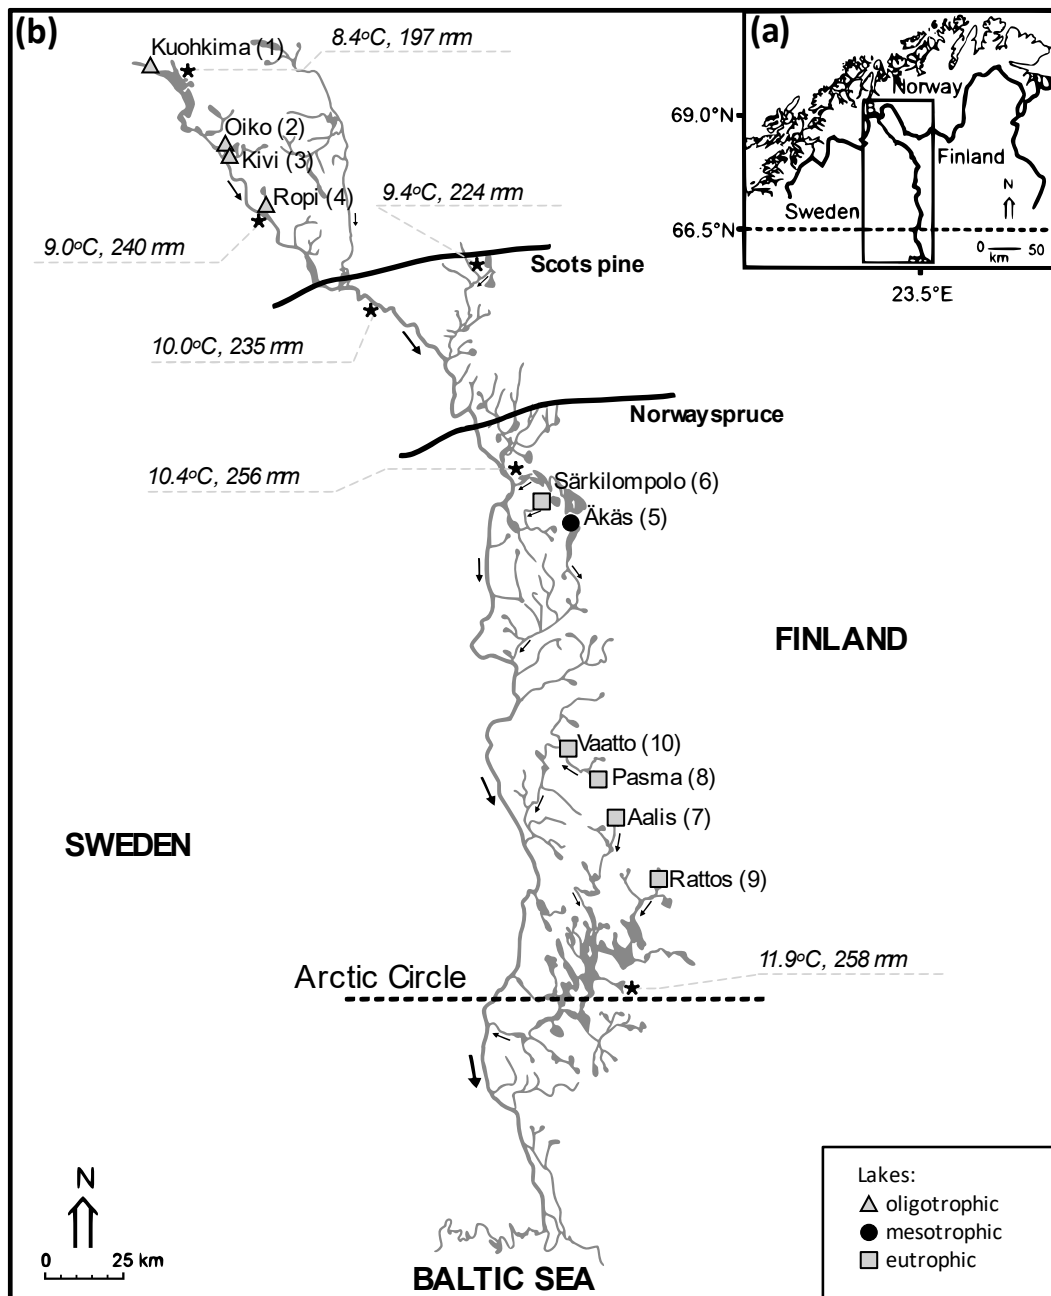 (b)
Kuohkima (1)
8.4°C, 197 mm
Oiko (2)
Kivi (3)
Ropi (4)
9.4°C, 224 mm
9.0°C, 240 mm
Scots pine
10.0°C, 235 mm
Norway spruce
10.4°C, 256 mm
Särkilompolo (6)
Äkäs (5)
FINLAND
Vaatto (10)
Pasma (8)
Aalis (7)
SWEDEN
Rattos (9)
11.9°C, 258 mm
Arctic Circle
N
0 25 km
BALTIC SEA
(a)
Norway
69.0°N
B
Finland
N
Sweden
66.5°N
0 50
km
23.5°E
Lakes:
oligotrophic
mesotrophic
eutrophic